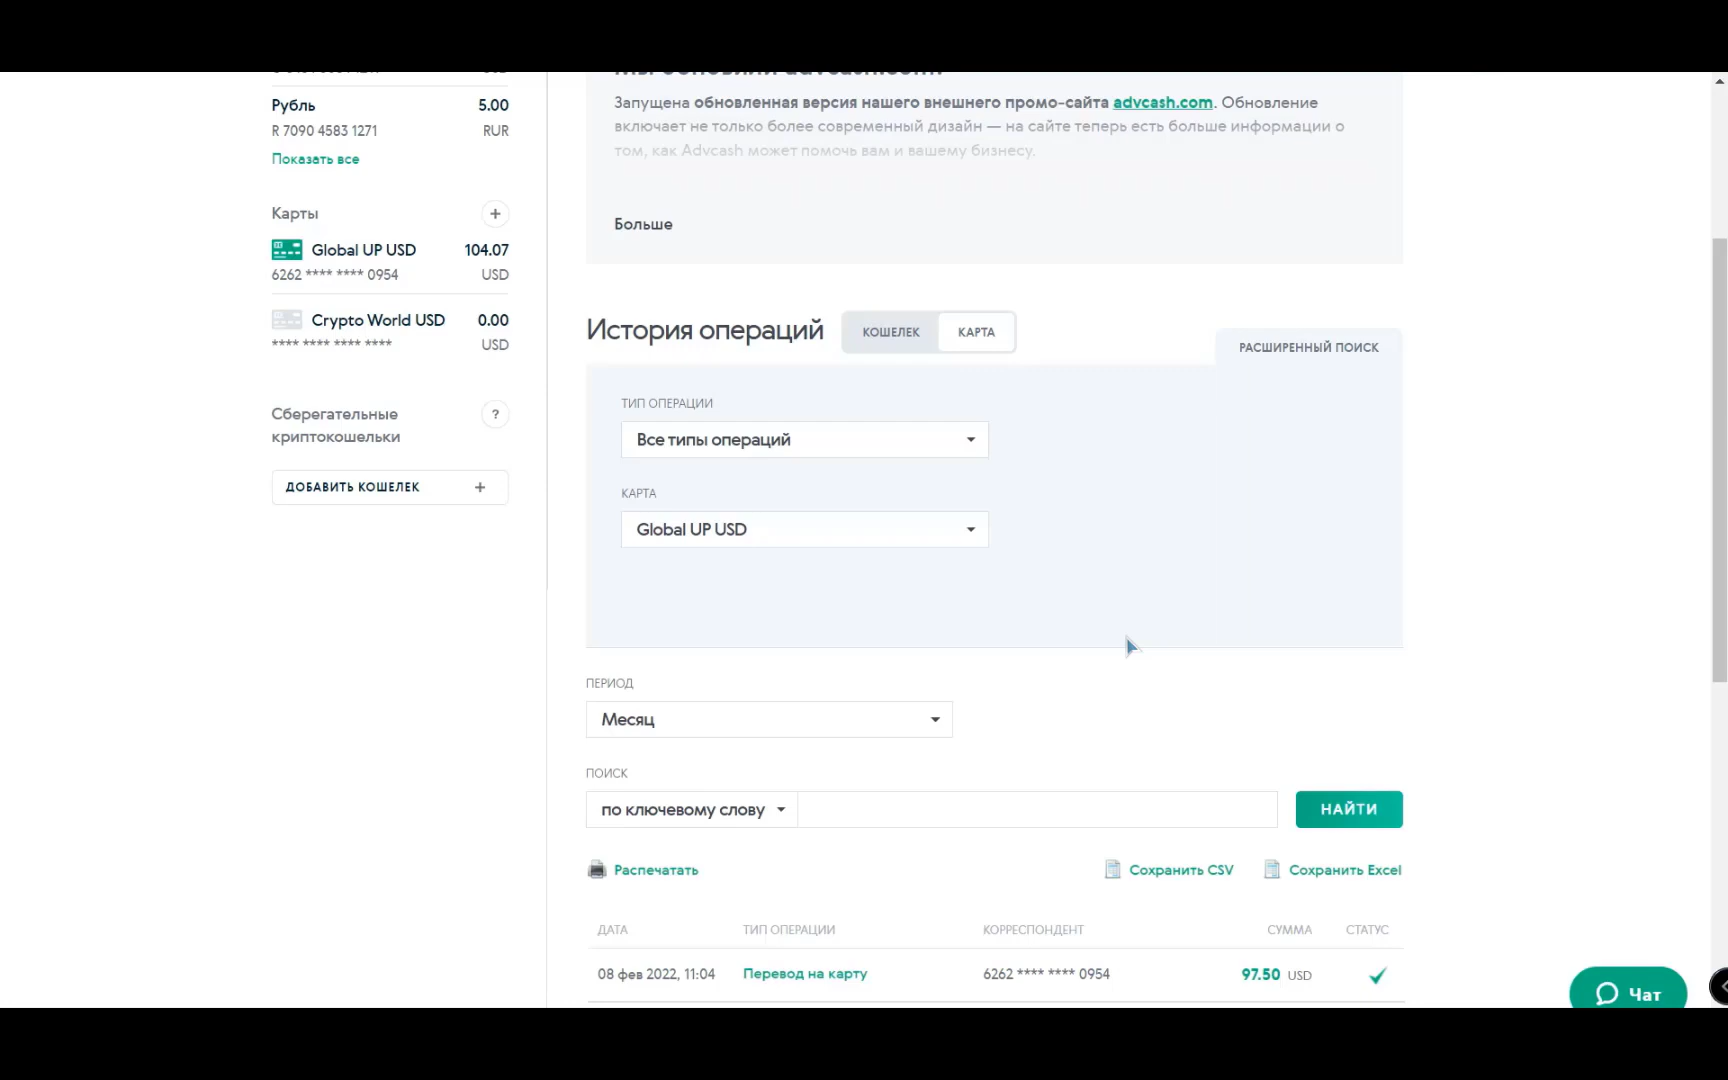 Рубль 5.00
R 7090 4583 1271 RUR
Показать все
Карты +
Global UP USD 104.07
6262 **** **** 0954 USD
Crypto World USD 0.00
**** **** **** **** USD
Сберегательные ?
криптокошельки
ДОБАВИТЬ КОШЕЛЕК +
Мы обновили advcash.com!
Запущена обновленная версия нашего внешнего промо-сайта advcash.com. Обновление
включает не только более современный дизайн — на сайте теперь есть больше информации о
том, как Advcash может помочь вам и вашему бизнесу.
Больше
История операций КОШЕЛЕК КАРТА
РАСШИРЕННЫЙ ПОИСК
ТИП ОПЕРАЦИИ
Все типы операций
КАРТА
Global UP USD
ПЕРИОД
Месяц
ПОИСК
по ключевому слову НАЙТИ
Распечатать Сохранить CSV Сохранить Excel
ДАТА ТИП ОПЕРАЦИИ КОРРЕСПОНДЕНТ СУММА СТАТУС
08 фев 2022, 11:04 Перевод на карту 6262 **** **** 0954 97.50 USD
Чат